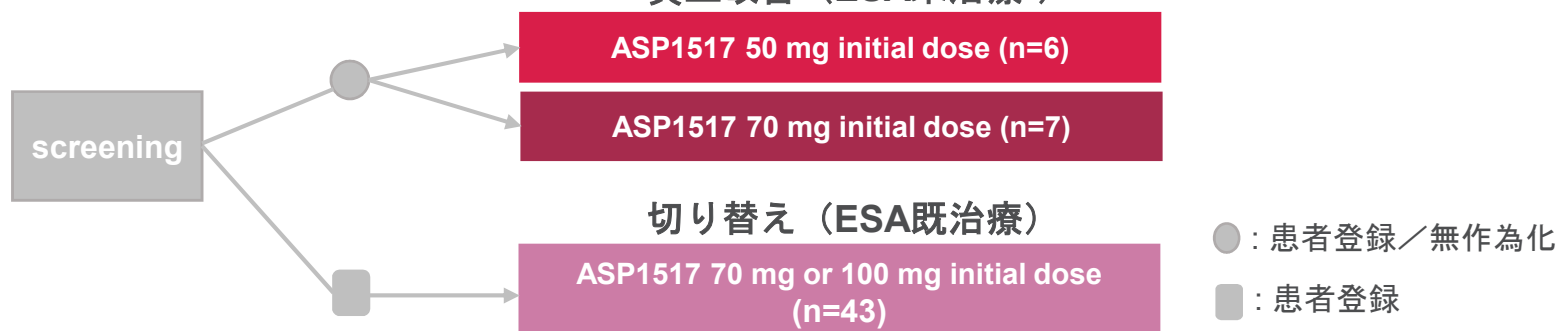 ASP1517 50 mg initial dose (n=6)
ASP1517 70 mg initial dose (n=7)
screening
切り替え（ESA既治療）
ASP1517 70 mg or 100 mg initial dose
(n=43)
: 患者登録／無作為化
: 患者登録